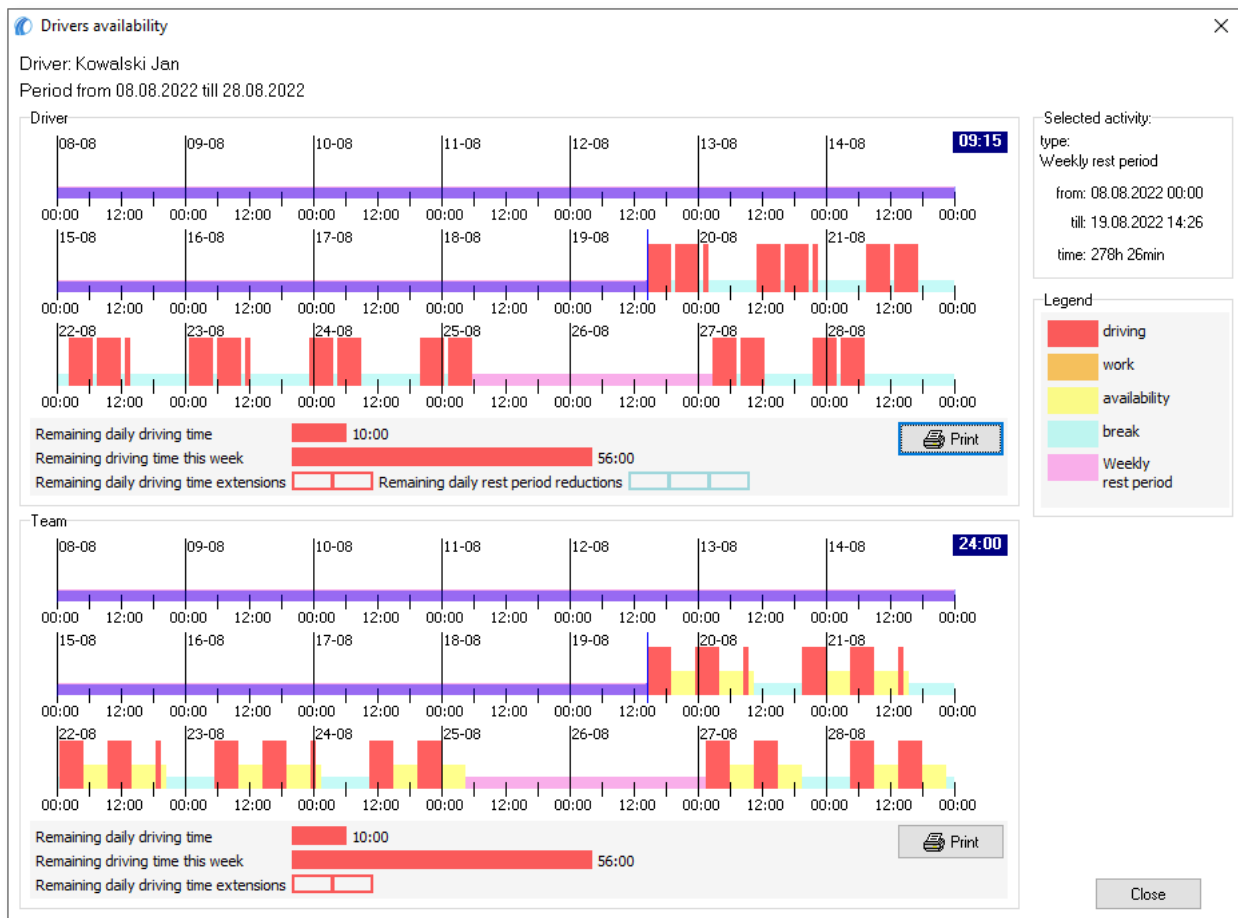 Drivers availability
Driver: Kowalski Jan
Period from 08.08.2022 till 28.08.2022
Driver
08-08 09-08 10-08 11-08 12-08 13-08 14-08 09:15
00:00 12:00 00:00 12:00 00:00 12:00 00:00 12:00 00:00 12:00 00:00 12:00 00:00 12:00 00:00
15-08 16-08 17-08 18-08 19-08 20-08 21-08
00:00 12:00 00:00 12:00 00:00 12:00 00:00 12:00 00:00 12:00 00:00 12:00 00:00 12:00 00:00
22-08 23-08 24-08 25-08 26-08 27-08 28-08
00:00 12:00 00:00 12:00 00:00 12:00 00:00 12:00 00:00 12:00 00:00 12:00 00:00 12:00 00:00
Remaining daily driving time 10:00
Print
Remaining driving time this week 56:00
Remaining daily driving time extensions Remaining daily rest period reductions
Selected activity:
type:
Weekly rest period
from: 08.08.2022 00:00
till: 19.08.2022 14:26
time: 278h 26min
Legend
driving
work
availability
break
Weekly
rest period
Team
08-08 09-08 10-08 11-08 12-08 13-08 14-08 24:00
00:00 12:00 00:00 12:00 00:00 12:00 00:00 12:00 00:00 12:00 00:00 12:00 00:00 12:00 00:00
15-08 16-08 17-08 18-08 19-08 20-08 21-08
00:00 12:00 00:00 12:00 00:00 12:00 00:00 12:00 00:00 12:00 00:00 12:00 00:00 12:00 00:00
22-08 23-08 24-08 25-08 26-08 27-08 28-08
00:00 12:00 00:00 12:00 00:00 12:00 00:00 12:00 00:00 12:00 00:00 12:00 00:00 12:00 00:00
Remaining daily driving time 10:00
Print
Remaining driving time this week 56:00
Remaining daily driving time extensions
Close